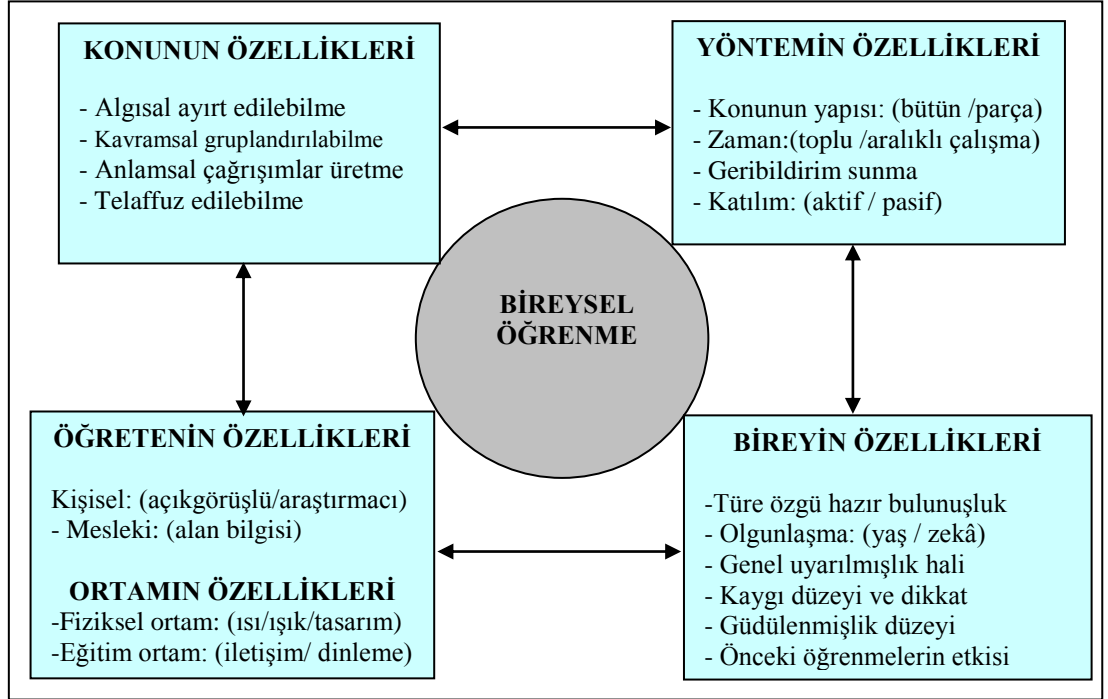 KONUNUN ÖZELLİKLERİ
- Algısal ayırt edilebilme
- Kavramsal gruplandırılabilme
- Anlamsal çağrışımlar üretme
- Telaffuz edilebilme
YÖNTEMİN ÖZELLİKLERİ
- Konunun yapısı: (bütün /parça)
- Zaman:(toplu /aralıklı çalışma)
- Geribildirim sunma
- Katılım: (aktif / pasif)
BİREYSEL
ÖĞRENME
ÖĞRETENİN ÖZELLİKLERİ
Kişisel: (açıkgörüşlü/araştırmacı)
- Mesleki: (alan bilgisi)
ORTAMIN ÖZELLİKLERİ
-Fiziksel ortam: (ısı/ışık/tasarım)
-Eğitim ortam: (iletişim/ dinleme)
BİREYİN ÖZELLİKLERİ
-Türe özgü hazır bulunuşluk
- Olgunlaşma: (yaş / zekâ)
- Genel uyarılmışlık hali
- Kaygı düzeyi ve dikkat
- Güdülenmişlik düzeyi
- Önceki öğrenmelerin etkisi